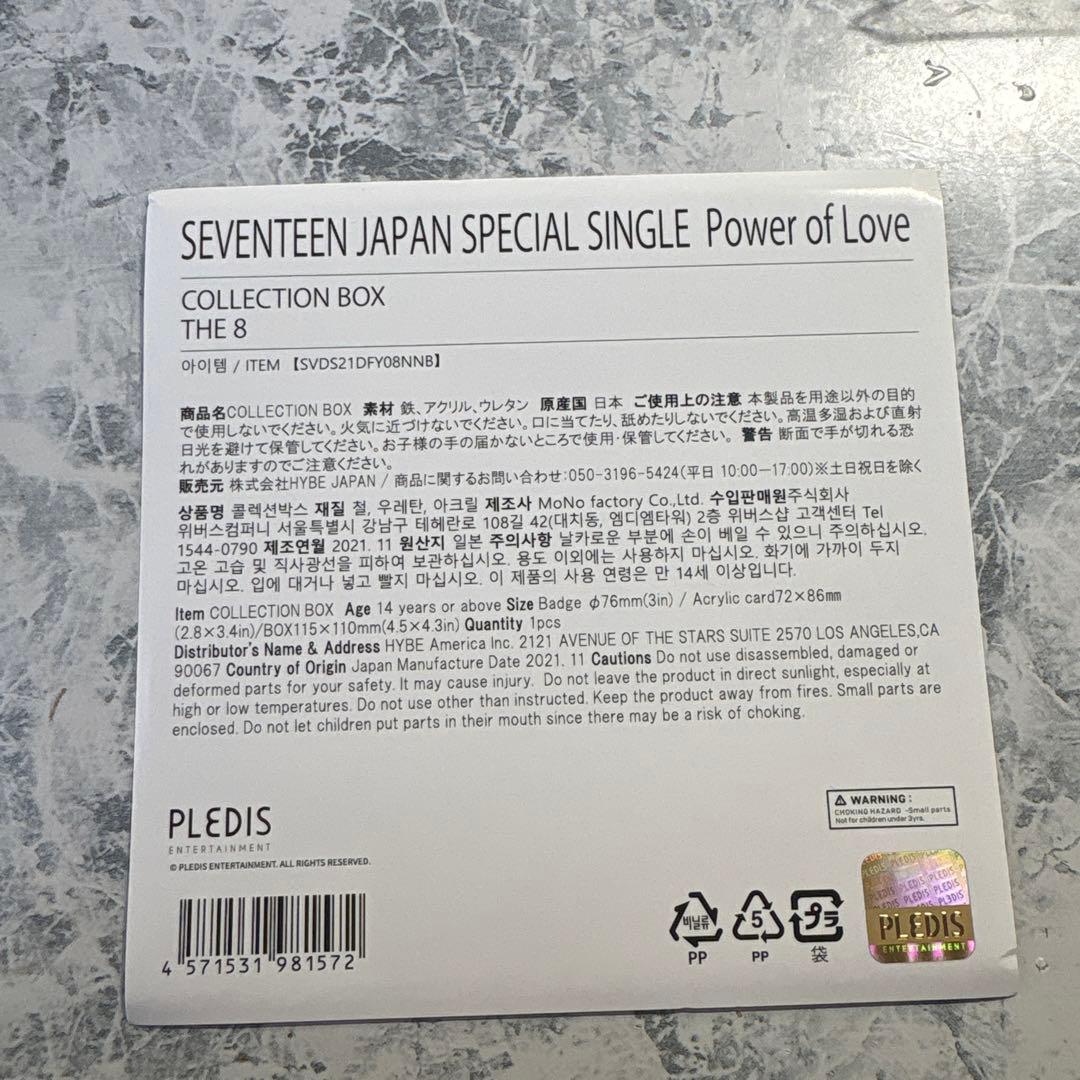 SEVENTEEN JAPAN SPECIAL SINGLE Power of Love
COLLECTION BOX
THE 8
아이템 / ITEM 【SVDS21DFY08NNB】
商品名COLLECTION BOX 素材 鉄、アクリル、ウレタン 原産国 日本 ご使用上の注意 本製品を用途以外の目的
で使用しないでください。火気に近づけないでください。口に当てたり、舐めたりしないでください。高温多湿および直射
日光を避けて保管してください。お子様の手の届かないところで使用・保管してください。 警告 断面で手が切れる恐
れがありますのでご注意ください。
販売元 株式会社HYBE JAPAN / 商品に関するお問い合わせ:050-3196-5424(平日 10:00―17:00)※土日祝日を除く
상품명 콜렉션박스 재질 철, 우레탄, 아크릴 제조사 MoNo factory Co.,Ltd. 수입판매원주식회사
위버스컴퍼니 서울특별시 강남구 테헤란로 108길 42(대치동, 엠디엠타워) 2층 위버스샵 고객센터 Tel
1544-0790 제조연월 2021. 11 원산지 일본 주의사항 날카로운 부분에 손이 베일 수 있으니 주의하십시오.
고온 고습 및 직사광선을 피하여 보관하십시오. 용도 이외에는 사용하지 마십시오. 화기에 가까이 두지
마십시오. 입에 대거나 넣고 빨지 마십시오. 이 제품의 사용 연령은 만 14세 이상입니다.
Item COLLECTION BOX Age 14 years or above Size Badge φ76mm(3in) / Acrylic card72×86mm
(2.8×3.4in)/BOX115×110mm(4.5×4.3in) Quantity 1pcs
Distributor's Name & Address HYBE America Inc. 2121 AVENUE OF THE STARS SUITE 2570 LOS ANGELES,CA
90067 Country of Origin Japan Manufacture Date 2021. 11 Cautions Do not use disassembled, damaged or
deformed parts for your safety. It may cause injury. Do not leave the product in direct sunlight, especially at
high or low temperatures. Do not use other than instructed. Keep the product away from fires. Small parts are
enclosed. Do not let children put parts in their mouth since there may be a risk of choking.
WARNING :
CHOKING HAZARD -Small parts
Not for children under 3yrs.
PLEDIS
ENTERTAINMENT
© PLEDIS ENTERTAINMENT. ALL RIGHTS RESERVED.
4 571531 981572
비닐류
PP
5
PP
プラ
袋
PLEDIS
ENTERTAINMENT